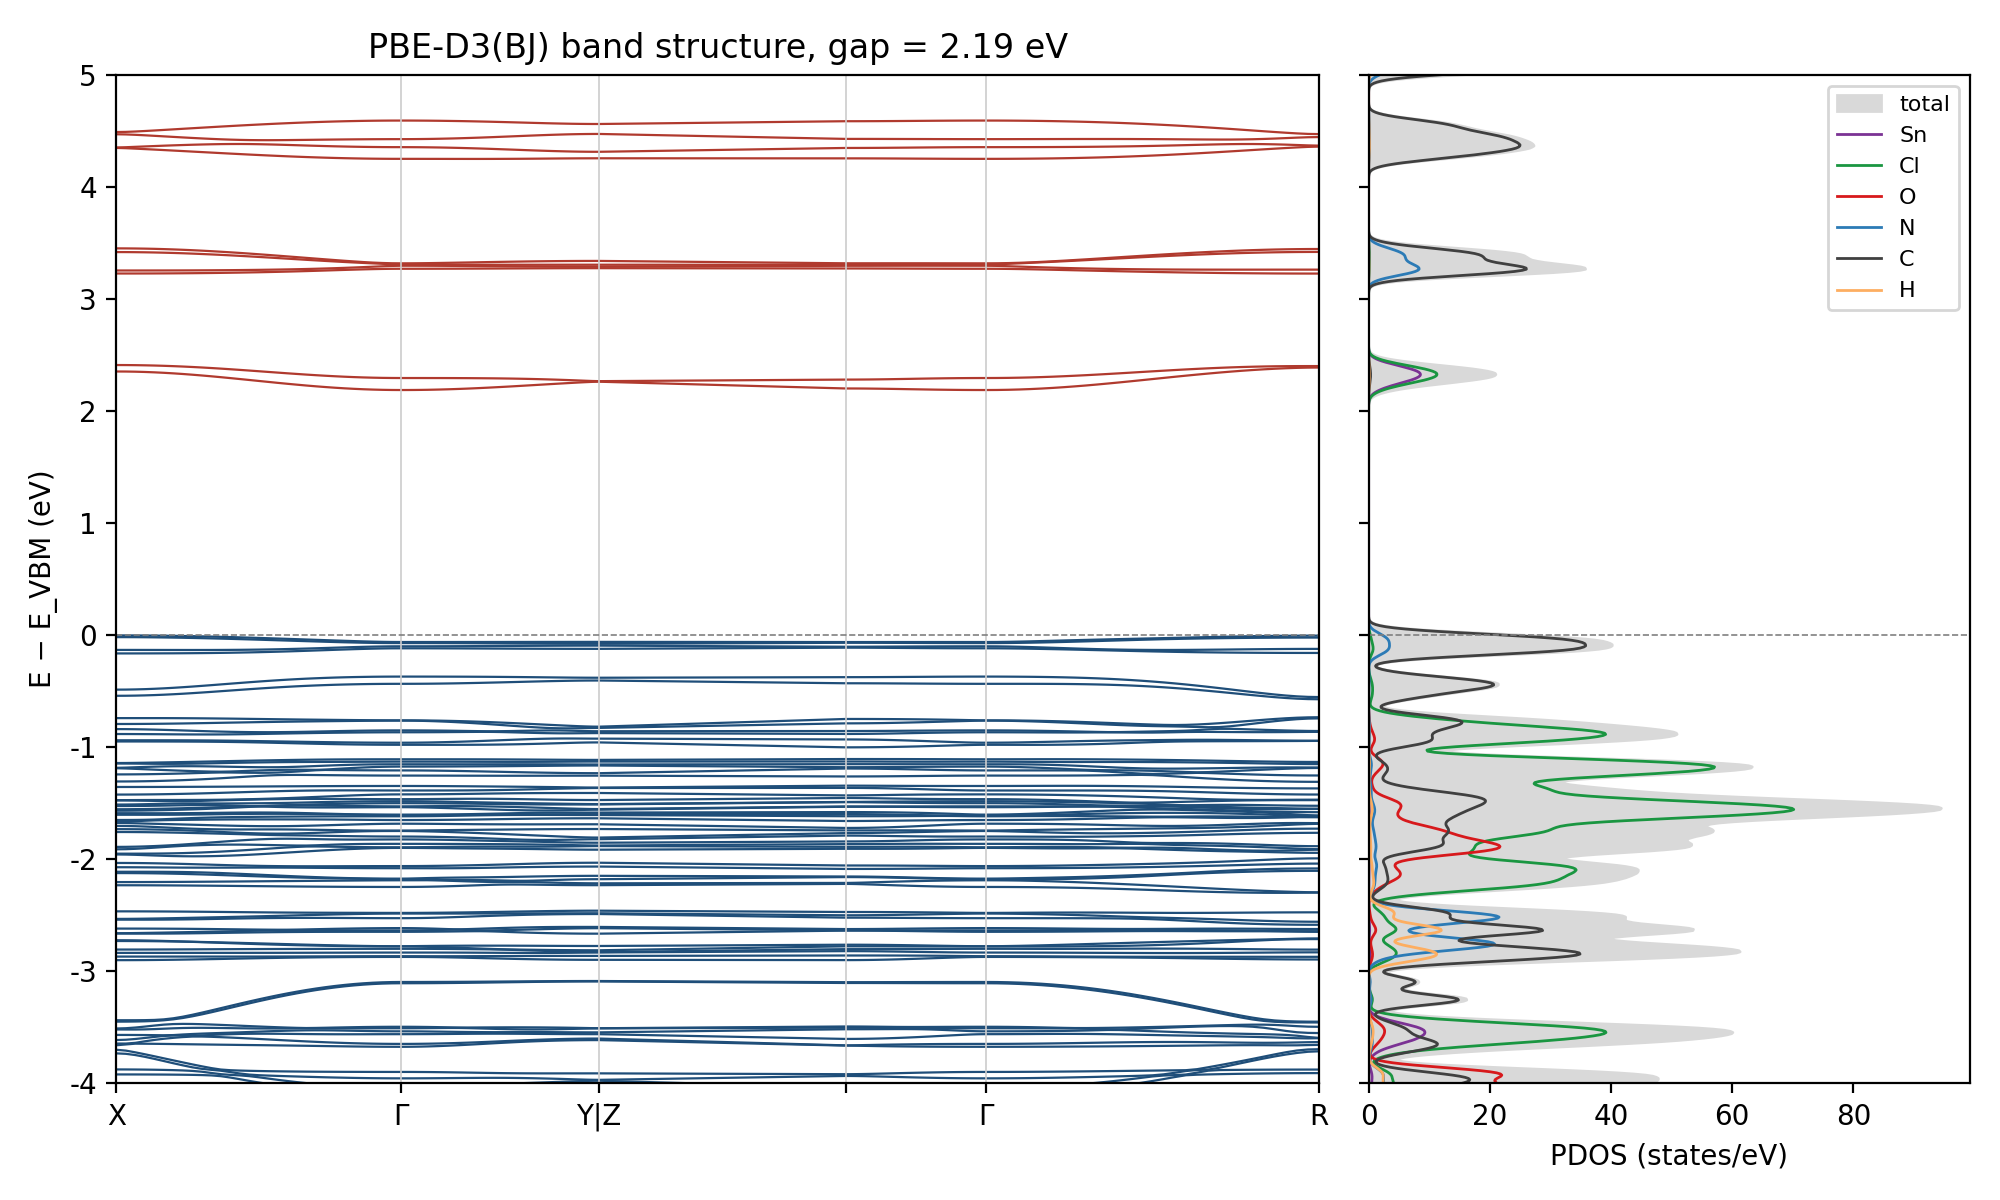 PBE-D3(BJ) band structure, gap = 2.19 eV
E − E_VBM (eV)
5
4
3
2
1
0
-1
-2
-3
-4
X
Γ
Y|Z
Γ
R
total
Sn
Cl
O
N
C
H
0
20
40
60
80
PDOS (states/eV)